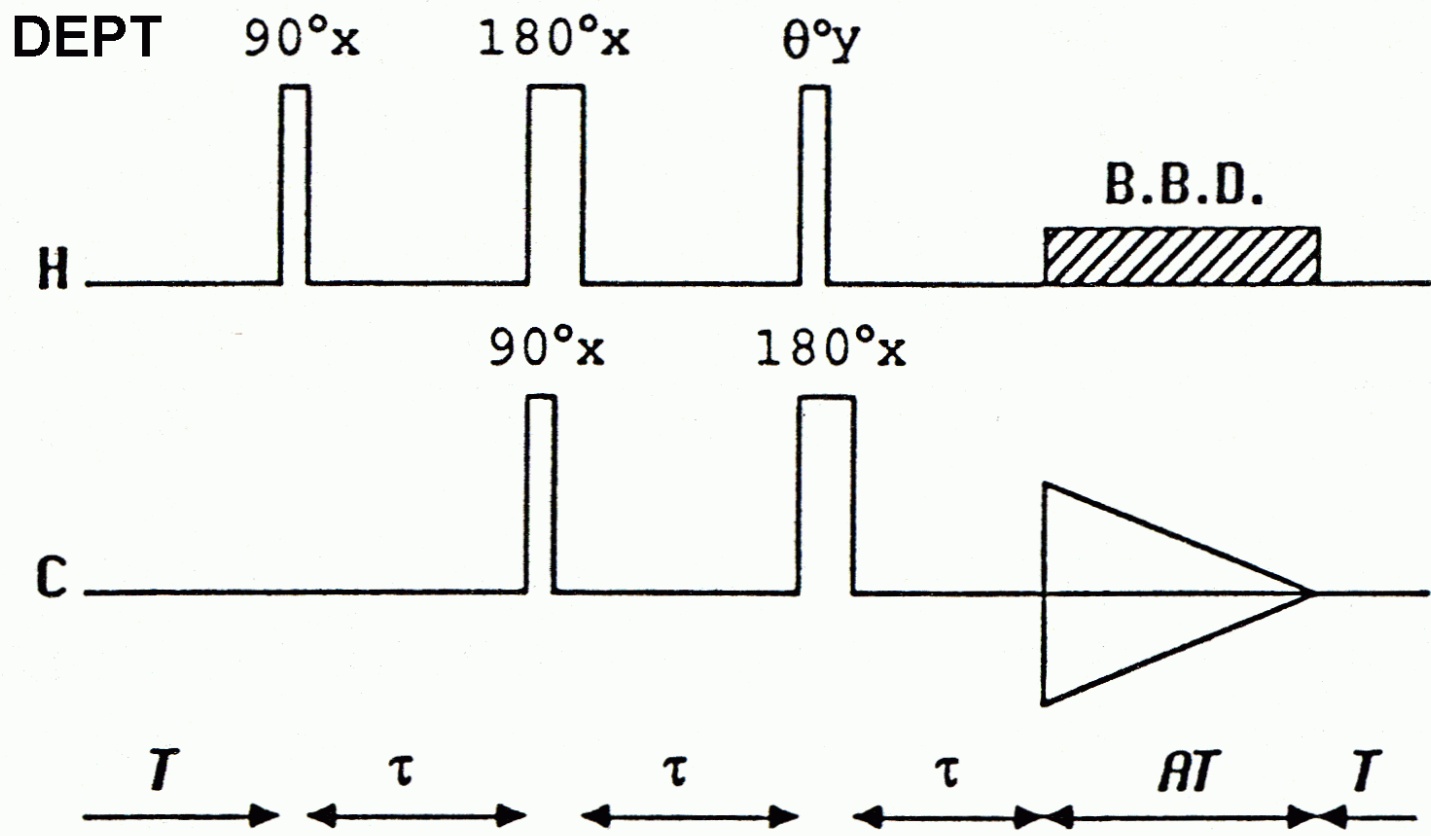 DEPT 90°x 180°x θ°y
B.B.D.
H
90°x 180°x
C
T τ τ τ AT T